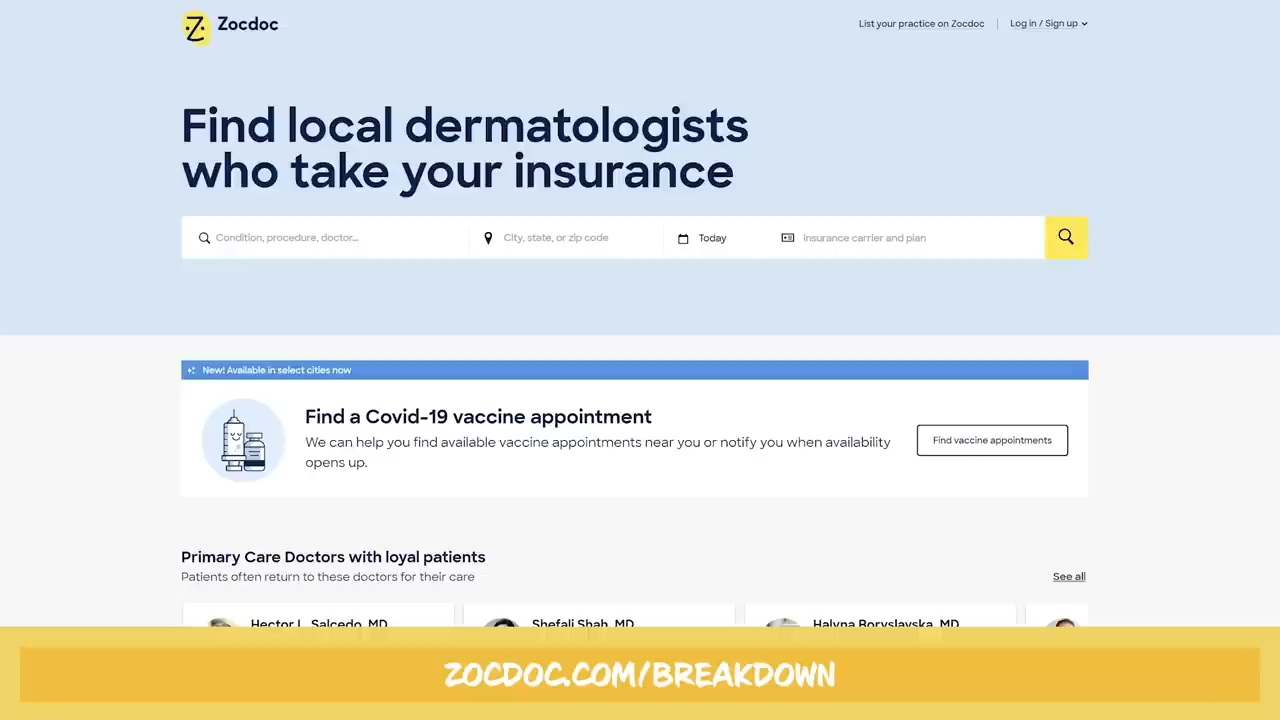 Zocdoc
List your practice on Zocdoc
Log in / Sign up
Find local dermatologists
who take your insurance
Condition, procedure, doctor...
City, state, or zip code
Today
Insurance carrier and plan
New! Available in select cities now
Find a Covid-19 vaccine appointment
We can help you find available vaccine appointments near you or notify you when availability
opens up.
Find vaccine appointments
Primary Care Doctors with loyal patients
Patients often return to these doctors for their care
See all
Hector L. Salcedo, MD
Shefali Shah, MD
Halyna Boryslavska, MD
ZOCDOC.COM/BREAKDOWN